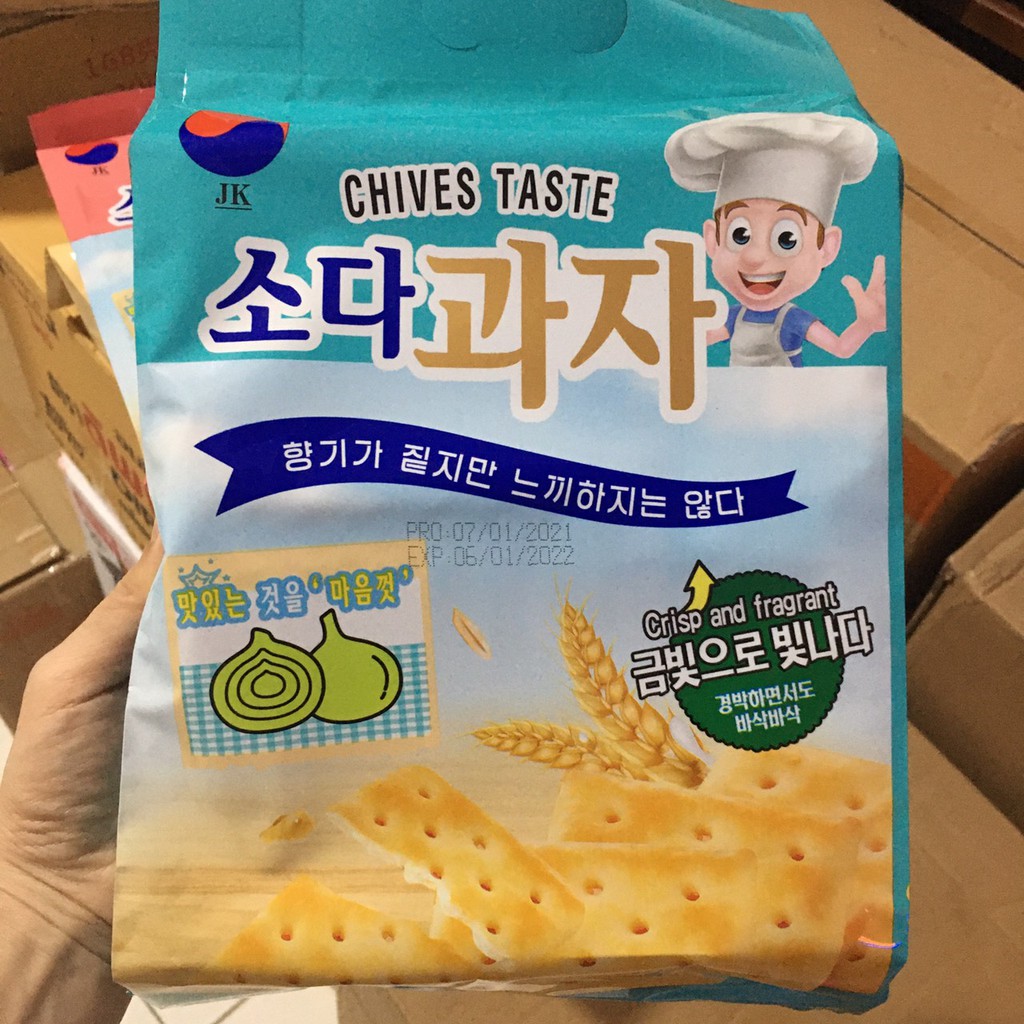 JK
CHIVES TASTE
소다과자
향기가 짙지만 느끼하지는 않다
PRO:07/01/2021
EXP:06/01/2022
맛있는 것을 '마음껏'
Crisp and fragrant
금빛으로 빛나다
경박하면서도
바삭바삭
JK